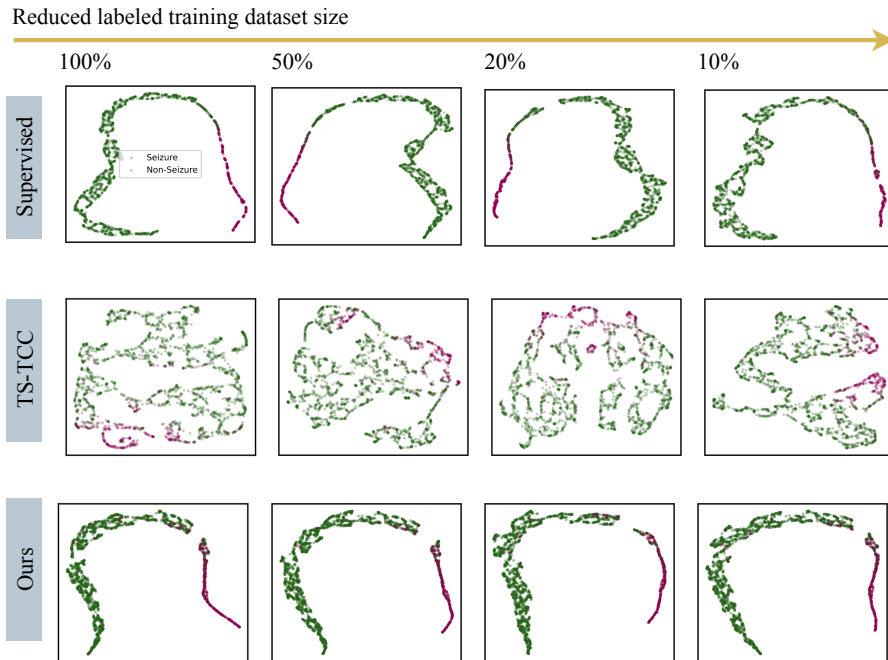 Reduced labeled training dataset size
100%
50%
20%
10%
Supervised
Seizure
Non-Seizure
TS-TCC
Ours